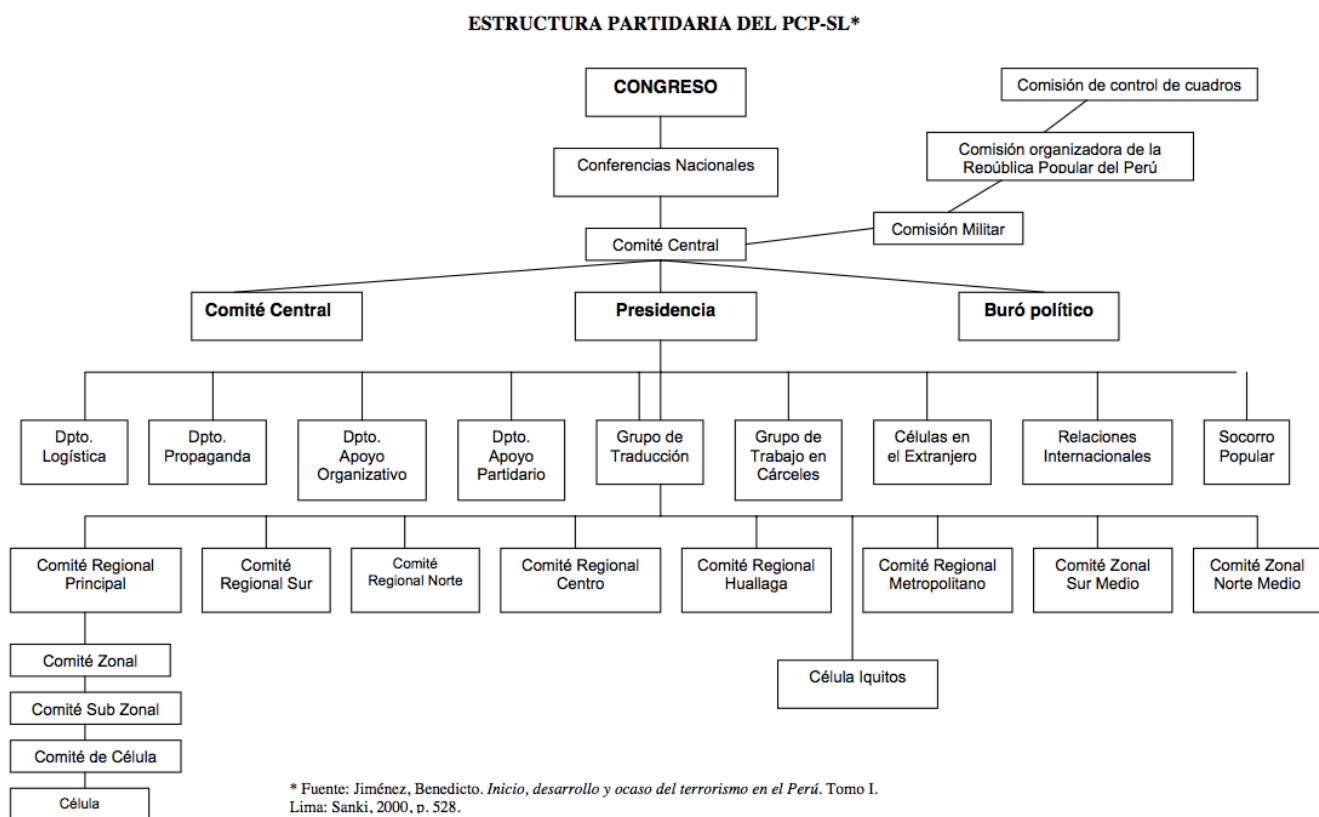 ESTRUCTURA PARTIDARIA DEL PCP-SL*
CONGRESO
Comisión de control de cuadros
Comisión organizadora de la
República Popular del Perú
Conferencias Nacionales
Comisión Militar
Comité Central
Comité Central
Presidencia
Buró político
Dpto.
Logística
Dpto.
Propaganda
Dpto.
Apoyo
Organizativo
Dpto.
Apoyo
Partidario
Grupo de
Traducción
Grupo de
Trabajo en
Cárceles
Células en
el Extranjero
Relaciones
Internacionales
Socorro
Popular
Comité Regional
Principal
Comité
Regional Sur
Comité
Regional Norte
Comité Regional
Centro
Comité Regional
Huallaga
Comité Regional
Metropolitano
Comité Zonal
Sur Medio
Comité Zonal
Norte Medio
Comité Zonal
Célula Iquitos
Comité Sub Zonal
Comité de Célula
Célula
* Fuente: Jiménez, Benedicto. Inicio, desarrollo y ocaso del terrorismo en el Perú. Tomo I.
Lima: Sanki, 2000, p. 528.